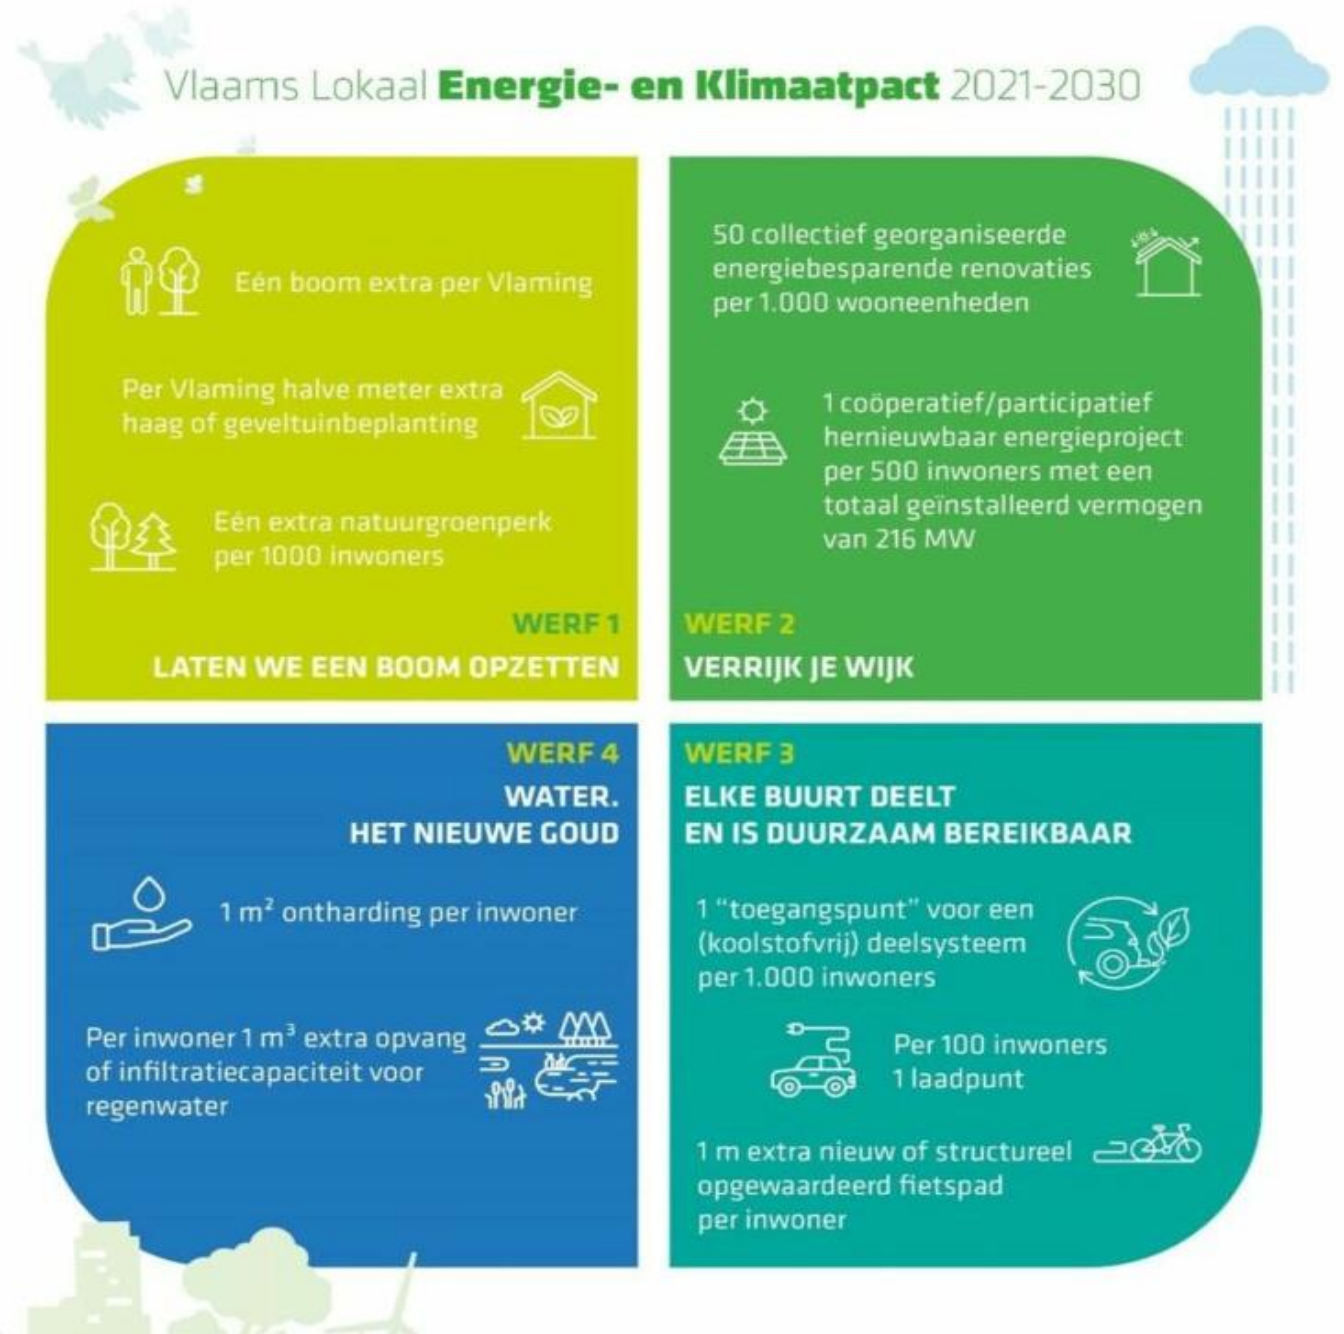 Vlaams Lokaal Energie- en Klimaatpact 2021-2030
Eén boom extra per Vlaming
Per Vlaming halve meter extra
haag of geveltuinbeplanting
Eén extra natuurgroenperk
per 1000 inwoners
WERF 1
LATEN WE EEN BOOM OPZETTEN
50 collectief georganiseerde
energiebesparende renovaties
per 1.000 wooneenheden
1 coöperatief/participatief
hernieuwbaar energieproject
per 500 inwoners met een
totaal geïnstalleerd vermogen
van 216 MW
WERF 2
VERRIJK JE WIJK
WERF 4
WATER.
HET NIEUWE GOUD
1 m² ontharding per inwoner
Per inwoner 1 m³ extra opvang
of infiltratiecapaciteit voor
regenwater
WERF 3
ELKE BUURT DEELT
EN IS DUURZAAM BEREIKBAAR
1 “toegangspunt” voor een
(koolstofvrij) deelsysteem
per 1.000 inwoners
Per 100 inwoners
1 laadpunt
1 m extra nieuw of structureel
opgewaardeerd fietspad
per inwoner